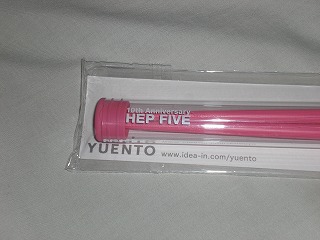 10th Anniversary
HEP FIVE
YUENTO
www.idea-in.com/yuento